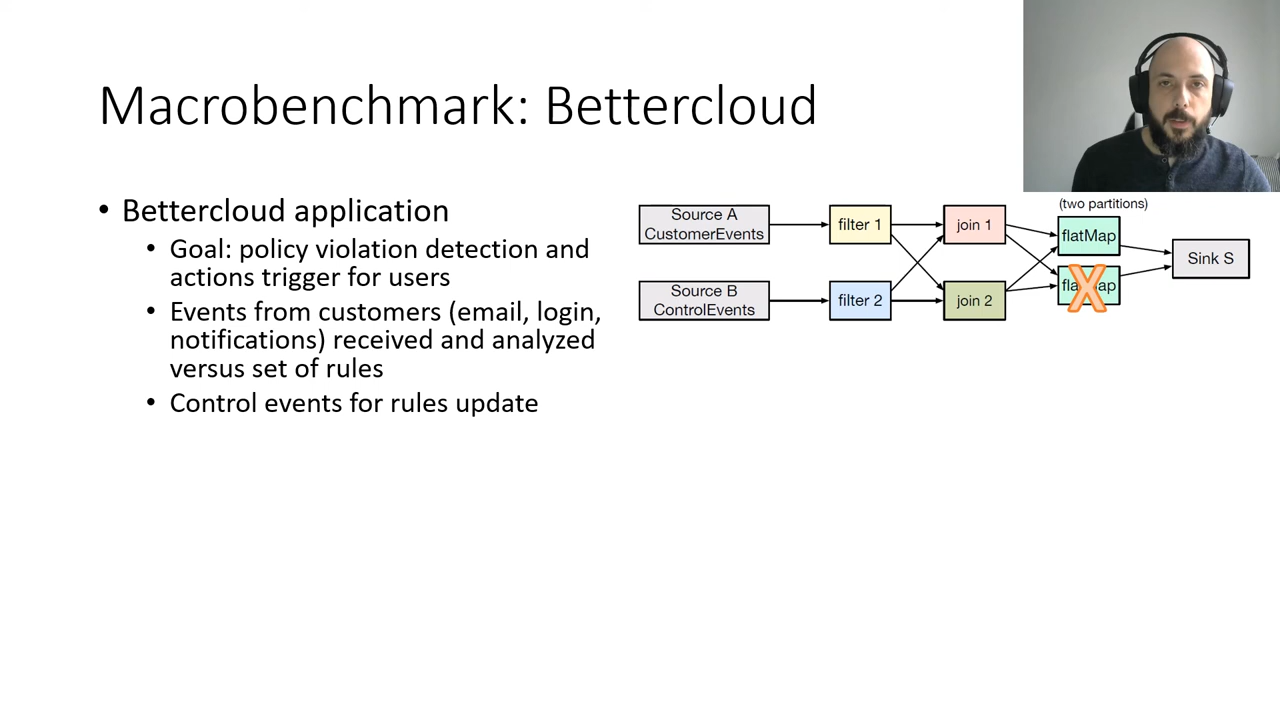 Macrobenchmark: Bettercloud
• Bettercloud application
• Goal: policy violation detection and
actions trigger for users
• Events from customers (email, login,
notifications) received and analyzed
versus set of rules
• Control events for rules update
(two partitions)
Source A
CustomerEvents
filter 1
join 1
flatMap
Sink S
Source B
ControlEvents
filter 2
join 2
X